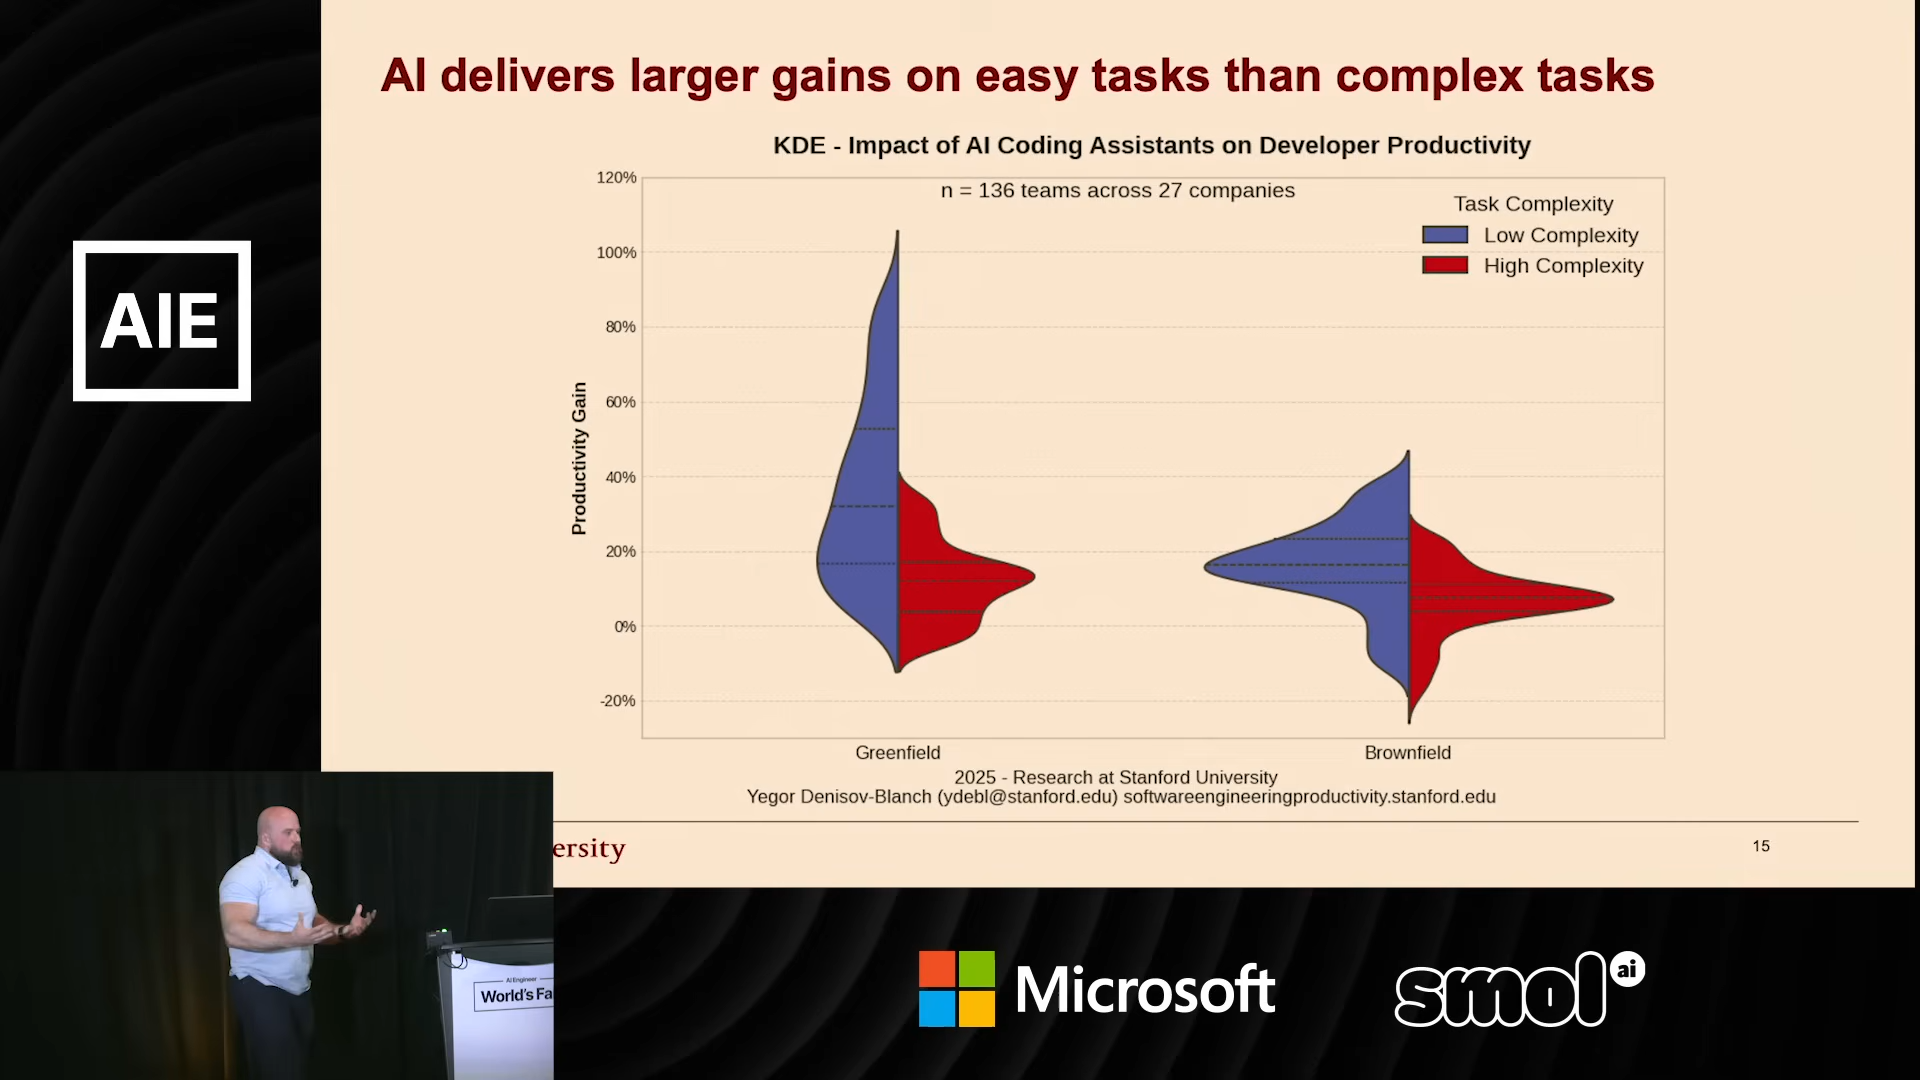 AI delivers larger gains on easy tasks than complex tasks
KDE - Impact of AI Coding Assistants on Developer Productivity
n = 136 teams across 27 companies
Task Complexity
Low Complexity
High Complexity
120%
100%
80%
60%
40%
20%
0%
-20%
Productivity Gain
Greenfield
Brownfield
2025 - Research at Stanford University
Yegor Denisov-Blanch (ydebl@stanford.edu) softwareengineeringproductivity.stanford.edu
ersity
15
AIE
AI Engineer
World's Fa
Microsoft
smol ai